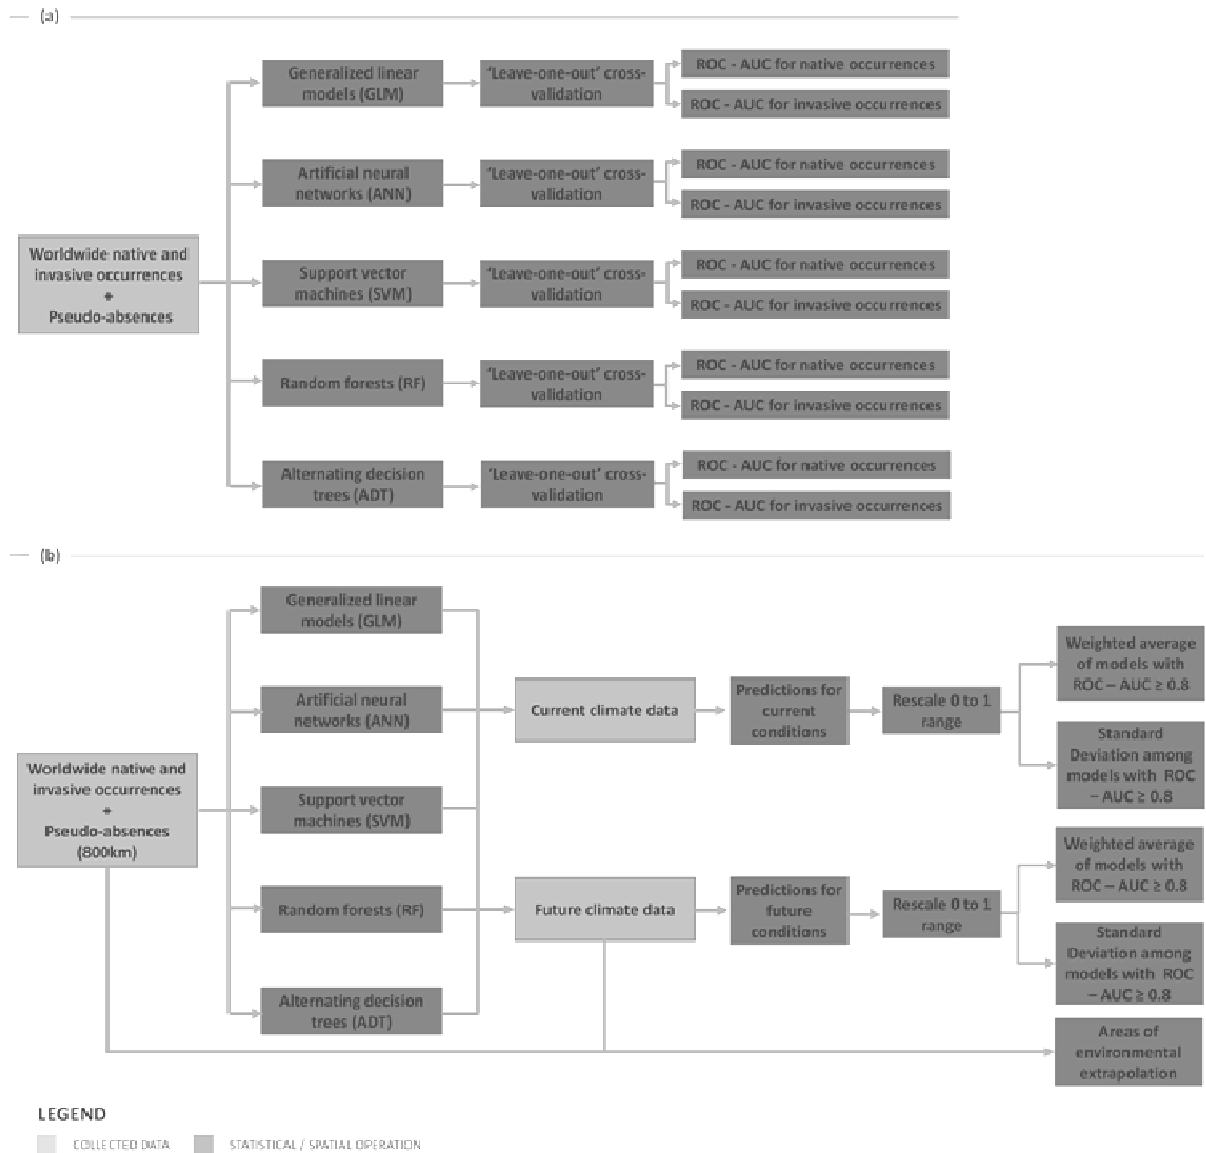 (a)
Generalized linear
models (GLM)
'Leave-one-out' cross-
validation
ROC - AUC for native occurrences
ROC - AUC for invasive occurrences
Artificial neural
networks (ANN)
'Leave-one-out' cross-
validation
ROC - AUC for native occurrences
ROC - AUC for invasive occurrences
Worldwide native and
invasive occurrences
+
Pseudo-absences
Support vector
machines (SVM)
'Leave-one-out' cross-
validation
ROC - AUC for native occurrences
ROC - AUC for invasive occurrences
Random forests (RF)
'Leave-one-out' cross-
validation
ROC - AUC for native occurrences
ROC - AUC for invasive occurrences
Alternating decision
trees (ADT)
'Leave-one-out' cross-
validation
ROC - AUC for native occurrences
ROC - AUC for invasive occurrences
(b)
Worldwide native and
invasive occurrences
+
Pseudo-absences
(800km)
Generalized linear
models (GLM)
Artificial neural
networks (ANN)
Support vector
machines (SVM)
Random forests (RF)
Alternating decision
trees (ADT)
Current climate data
Predictions for
current
conditions
Rescale 0 to 1
range
Weighted average
of models with
ROC – AUC ≥ 0.8
Standard
Deviation among
models with ROC
– AUC ≥ 0.8
Future climate data
Predictions for
future
conditions
Rescale 0 to 1
range
Weighted average
of models with
ROC – AUC ≥ 0.8
Standard
Deviation among
models with ROC
– AUC ≥ 0.8
Areas of
environmental
extrapolation
LEGEND
COLLECTED DATA
STATISTICAL / SPATIAL OPERATION